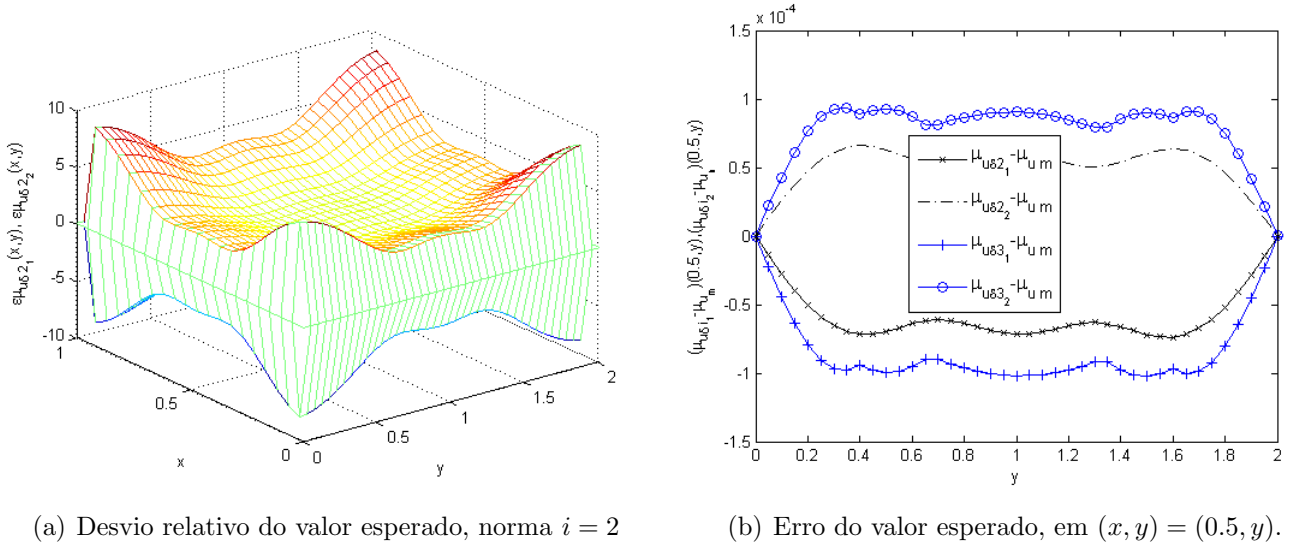 10
5
0
-5
-10
1
0.5
0
0
0.5
1
1.5
2
x
y
εμuδ2₁(x,y), εμuδ2₂(x,y)
x 10⁻⁴
1.5
1
0.5
0
-0.5
-1
-1.5
0
0.2
0.4
0.6
0.8
1
1.2
1.4
1.6
1.8
2
y
μuδ2₁-μu m
μuδ2₂-μu m
μuδ3₁-μu m
μuδ3₂-μu m
(a) Desvio relativo do valor esperado, norma i = 2
(b) Erro do valor esperado, em (x, y) = (0.5, y).